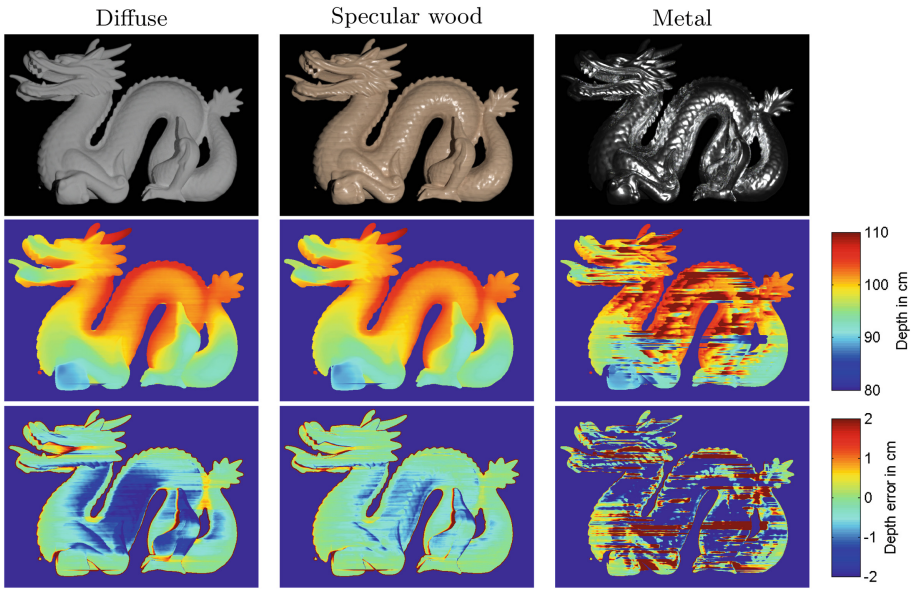 Diffuse
Specular wood
Metal
110
100
90
80
Depth in cm
2
1
0
-1
-2
Depth error in cm